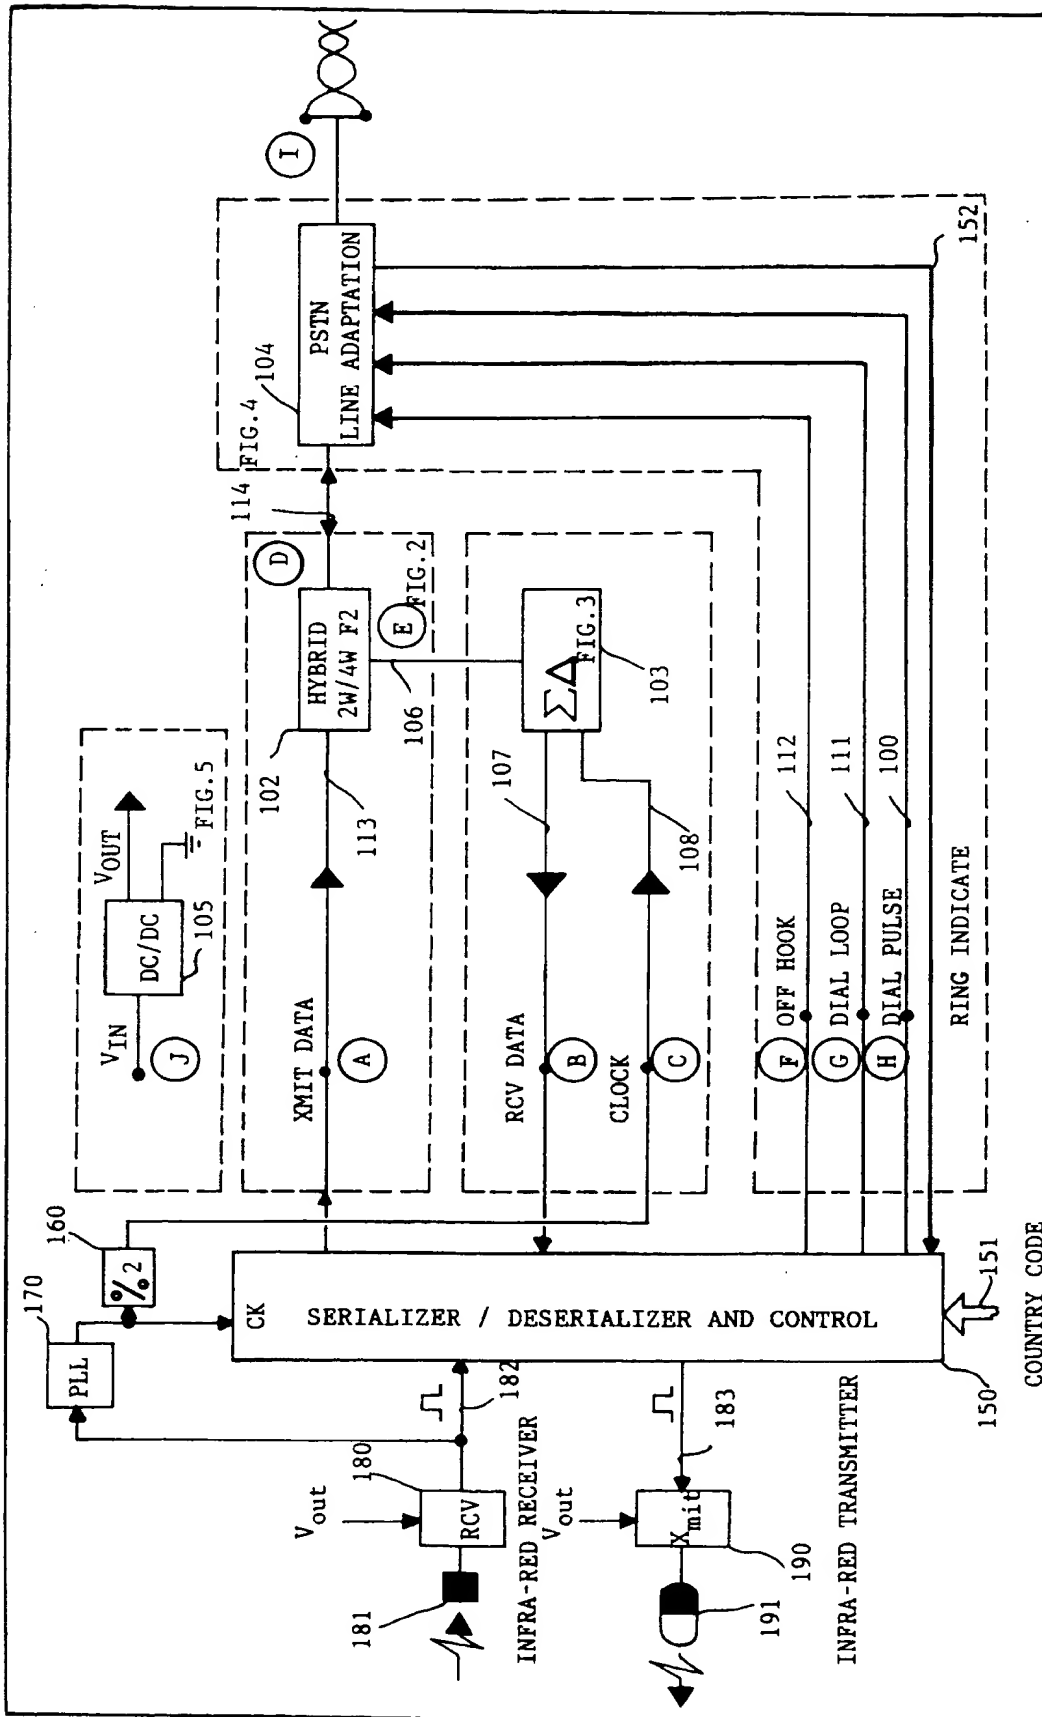 181
180
V_out
RCV
INFRA-RED RECEIVER
182
170
PLL
160
%2
CK
SERIALIZER / DESERIALIZER AND CONTROL
V_out
X_mit
190
191
INFRA-RED TRANSMITTER
183
150
151
COUNTRY CODE
V_IN
J
DC/DC
105
V_OUT
FIG.5
XMIT DATA
A
113
102
HYBRID
2W/4W F2
D
E
FIG.2
106
114
RCV DATA
B
107
CLOCK
C
108
ΣΔ
FIG.3
103
FIG.4
104
PSTN
LINE ADAPTATION
I
F
OFF HOOK
112
G
DIAL LOOP
111
H
DIAL PULSE
100
RING INDICATE
152